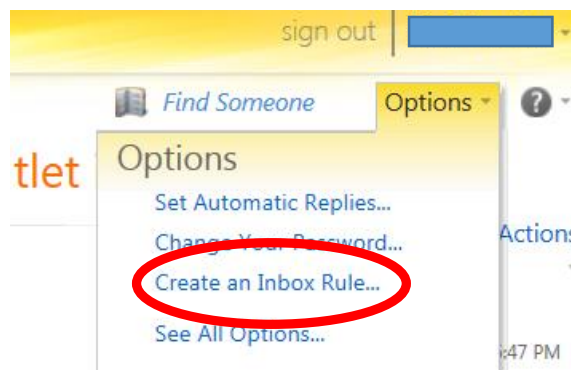 sign out
Find Someone
Options
tlet
Options
Set Automatic Replies...
Change Your Password...
Actions
Create an Inbox Rule...
See All Options...
:47 PM